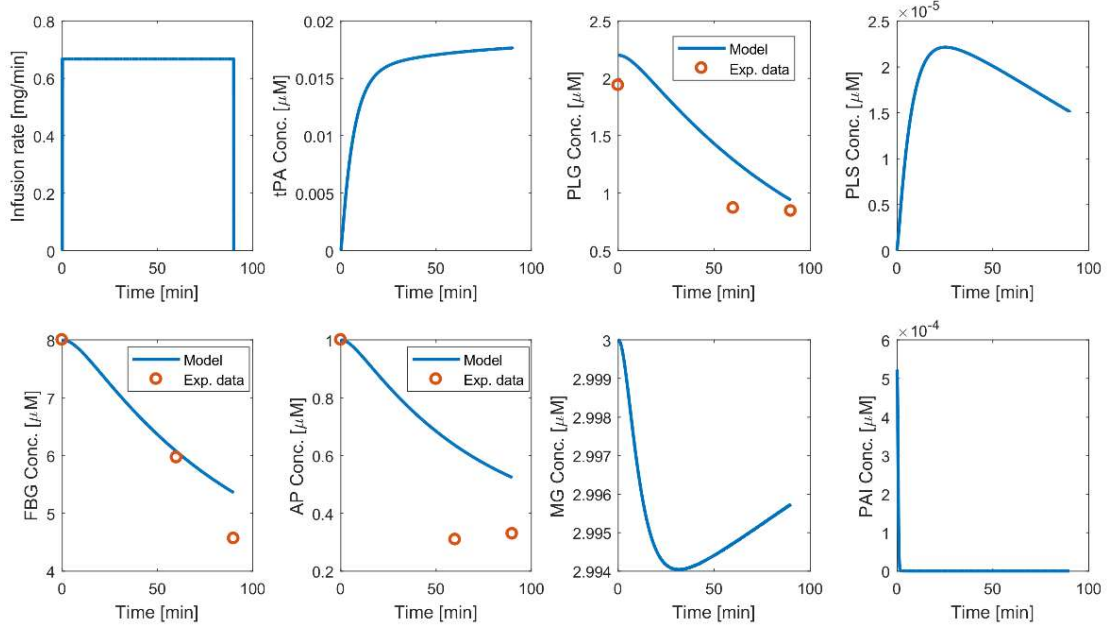 Infusion rate [mg/min]
0.8
0.6
0.4
0.2
0
0 50 100
Time [min]
tPA Conc. [μM]
0.02
0.015
0.01
0.005
0
0 50 100
Time [min]
PLG Conc. [μM]
2.5
2
1.5
1
0.5
0 50 100
Time [min]
Model
Exp. data
PLS Conc. [μM]
× 10⁻⁵
2.5
2
1.5
1
0.5
0
0 50 100
Time [min]
FBG Conc. [μM]
8
7
6
5
4
0 50 100
Time [min]
Model
Exp. data
AP Conc. [μM]
1
0.8
0.6
0.4
0.2
0 50 100
Time [min]
Model
Exp. data
MG Conc. [μM]
3
2.999
2.998
2.997
2.996
2.995
2.994
0 50 100
Time [min]
PAI Conc. [μM]
× 10⁻⁴
6
5
4
3
2
1
0
0 50 100
Time [min]